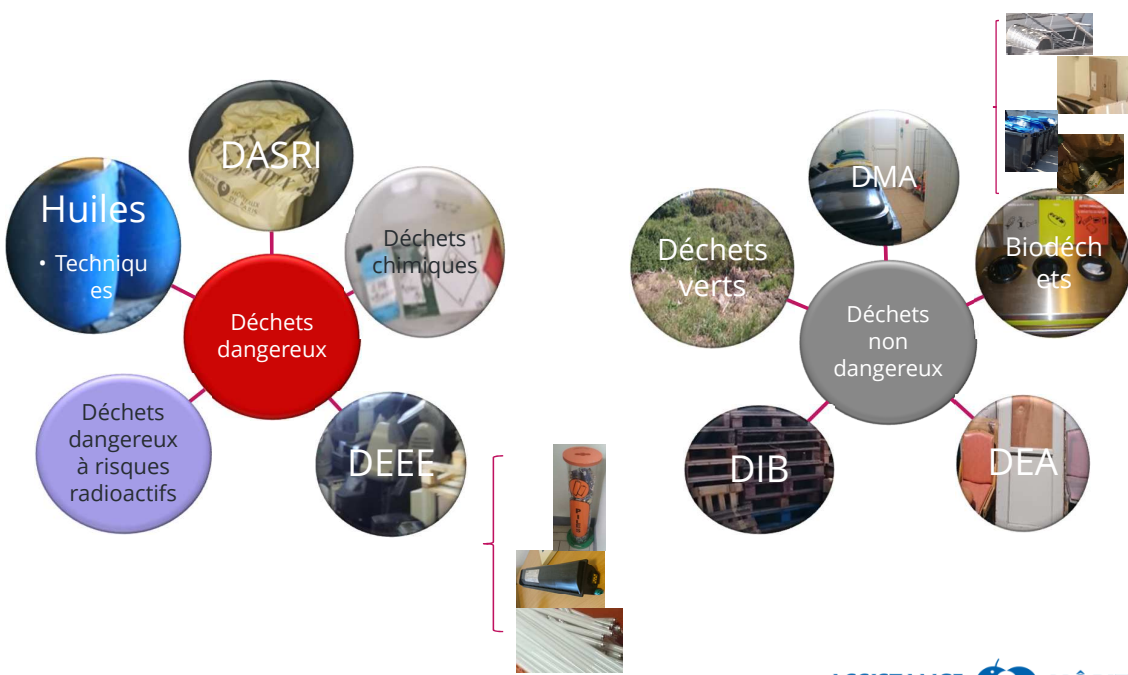 DASRI
Huiles
• Techniqu
es
Déchets
chimiques
Déchets
dangereux
Déchets
dangereux
à risques
radioactifs
DEEE
PILES
DMA
Déchets
verts
Biodéch
ets
Déchets
non
dangereux
DIB
DEA